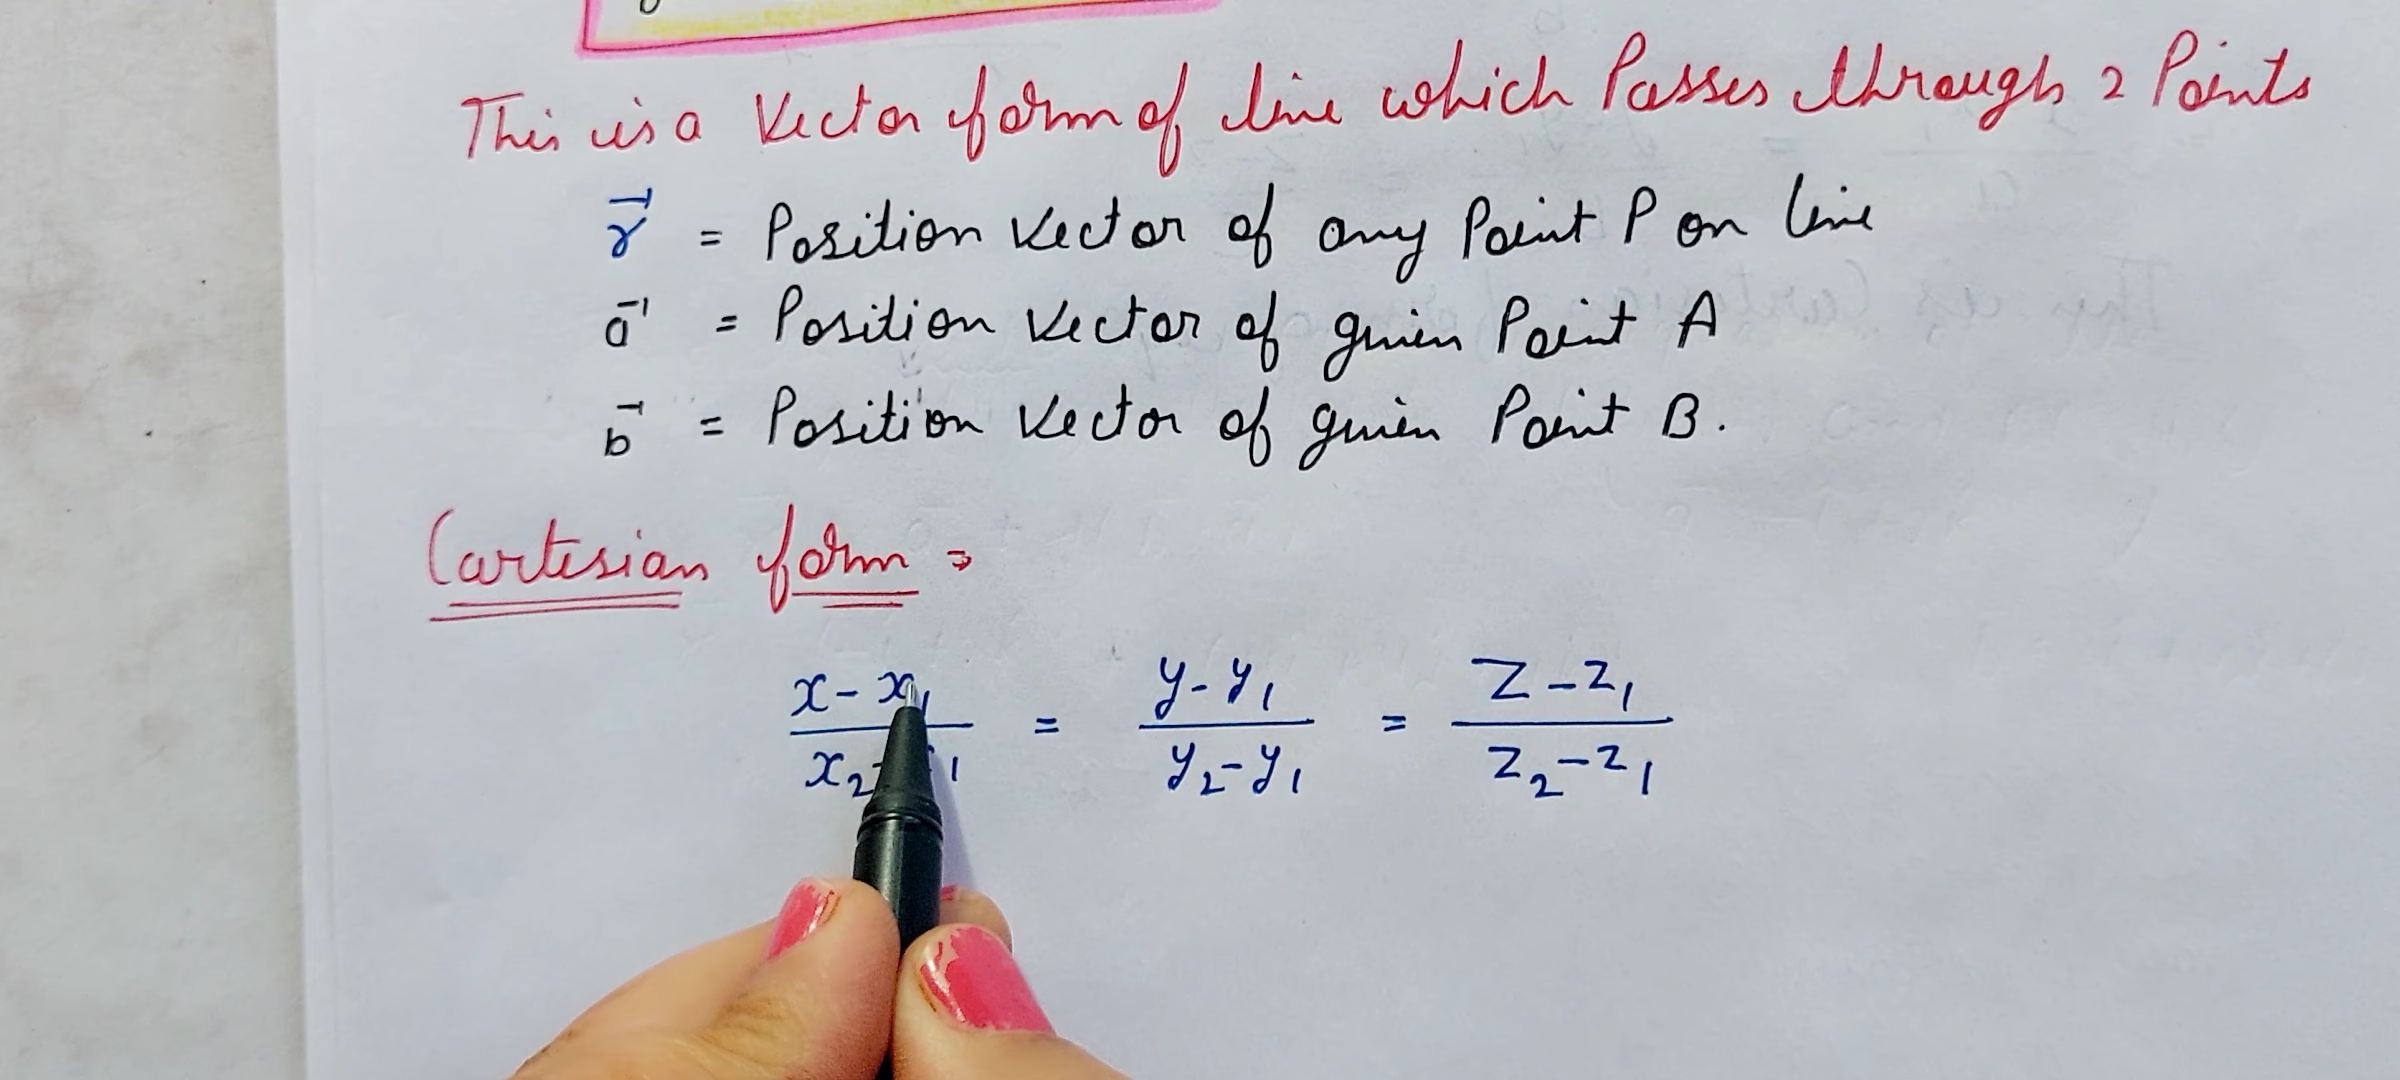 This is a Vector form of line which Passes through 2 Points
r⃗ = Position Vector of any Point P on line
a⃗ = Position Vector of given Point A
b⃗ = Position Vector of given Point B.
Cartesian form ⇒
(x - x₁)/(x₂ - x₁) = (y - y₁)/(y₂ - y₁) = (z - z₁)/(z₂ - z₁)